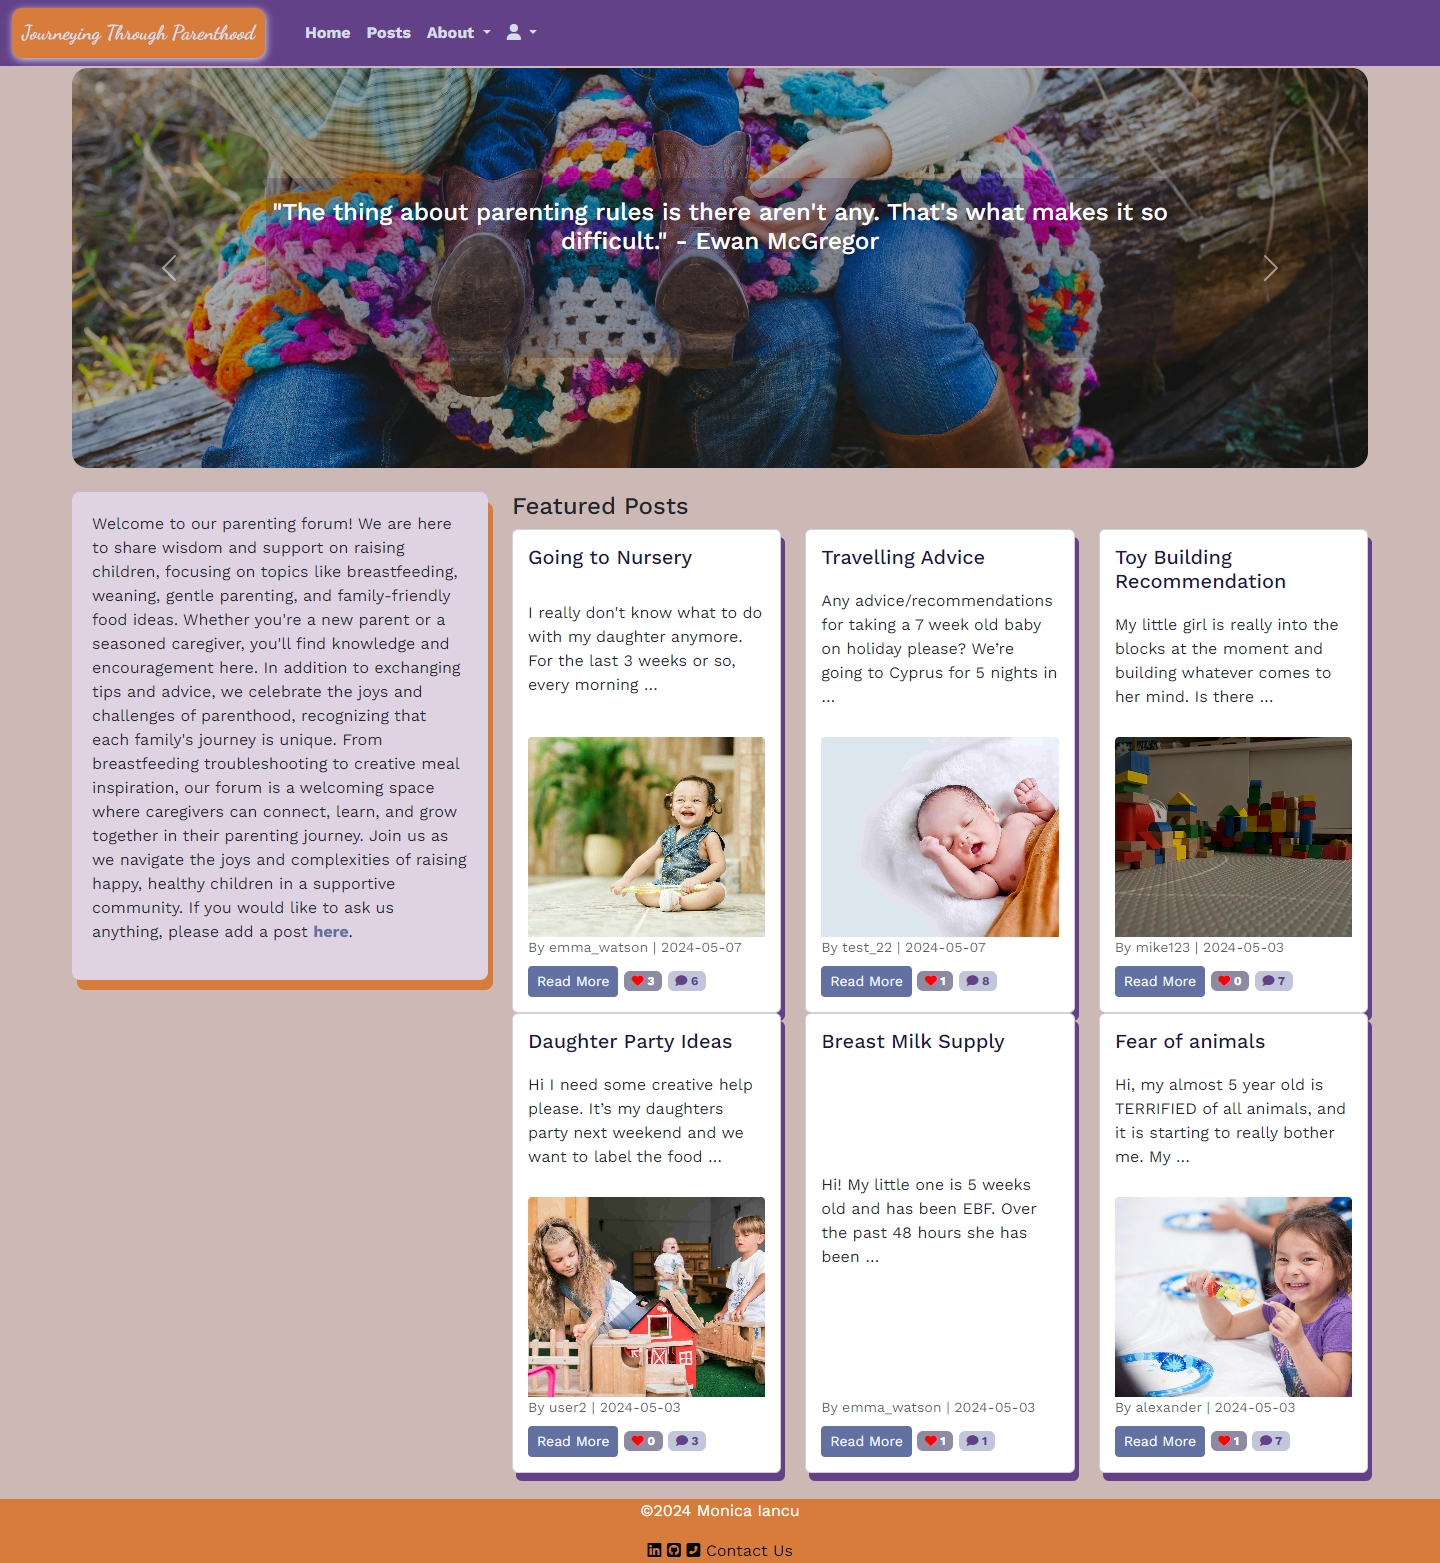 Journeying Through Parenthood
Home Posts About
"The thing about parenting rules is there aren't any. That's what makes it so
difficult." - Ewan McGregor
Welcome to our parenting forum! We are here
to share wisdom and support on raising
children, focusing on topics like breastfeeding,
weaning, gentle parenting, and family-friendly
food ideas. Whether you're a new parent or a
seasoned caregiver, you'll find knowledge and
encouragement here. In addition to exchanging
tips and advice, we celebrate the joys and
challenges of parenthood, recognizing that
each family's journey is unique. From
breastfeeding troubleshooting to creative meal
inspiration, our forum is a welcoming space
where caregivers can connect, learn, and grow
together in their parenting journey. Join us as
we navigate the joys and complexities of raising
happy, healthy children in a supportive
community. If you would like to ask us
anything, please add a post here.
Featured Posts
Going to Nursery
I really don't know what to do
with my daughter anymore.
For the last 3 weeks or so,
every morning ...
By emma_watson | 2024-05-07
Read More 3 6
Travelling Advice
Any advice/recommendations
for taking a 7 week old baby
on holiday please? We’re
going to Cyprus for 5 nights in
...
By test_22 | 2024-05-07
Read More 1 8
Toy Building
Recommendation
My little girl is really into the
blocks at the moment and
building whatever comes to
her mind. Is there ...
By mike123 | 2024-05-03
Read More 0 7
Daughter Party Ideas
Hi I need some creative help
please. It’s my daughters
party next weekend and we
want to label the food ...
By user2 | 2024-05-03
Read More 0 3
Breast Milk Supply
Hi! My little one is 5 weeks
old and has been EBF. Over
the past 48 hours she has
been ...
By emma_watson | 2024-05-03
Read More 1 1
Fear of animals
Hi, my almost 5 year old is
TERRIFIED of all animals, and
it is starting to really bother
me. My ...
By alexander | 2024-05-03
Read More 1 7
©2024 Monica Iancu
Contact Us